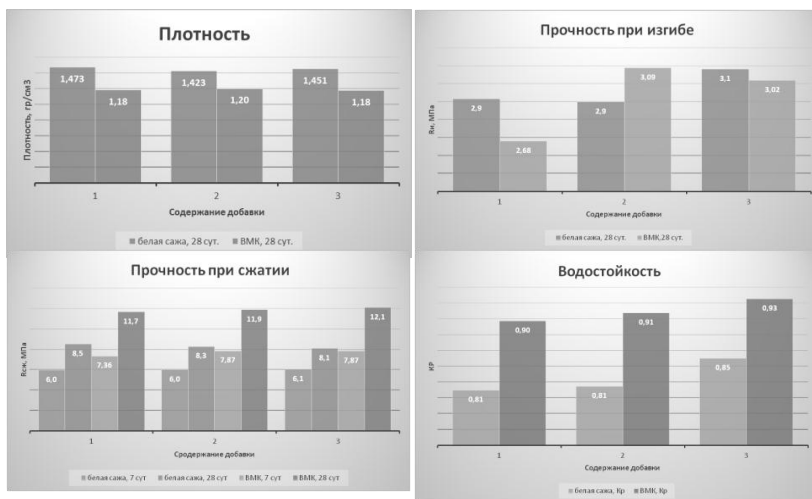 Плотность
Плотность, гр/см3
1,473
1,18
1,423
1,20
1,451
1,18
1
2
3
Содержание добавки
белая сажа, 28 сут.
ВМК, 28 сут.
Прочность при изгибе
Rи, МПа
2,9
2,68
2,9
3,09
3,1
3,02
1
2
3
Содержание добавки
белая сажа, 28 сут.
ВМК,28 сут.
Прочность при сжатии
Rсж, МПа
6,0
8,5
7,36
11,7
6,0
8,3
7,87
11,9
6,1
8,1
7,87
12,1
1
2
3
Сродержание добавки
белая сажа, 7 сут
белая сажа, 28 сут
ВМК, 7 сут
ВМК, 28 сут
Водостойкость
КР
0,81
0,90
0,81
0,91
0,85
0,93
1
2
3
Содержание добавки
белая сажа, Кр
ВМК, Кр